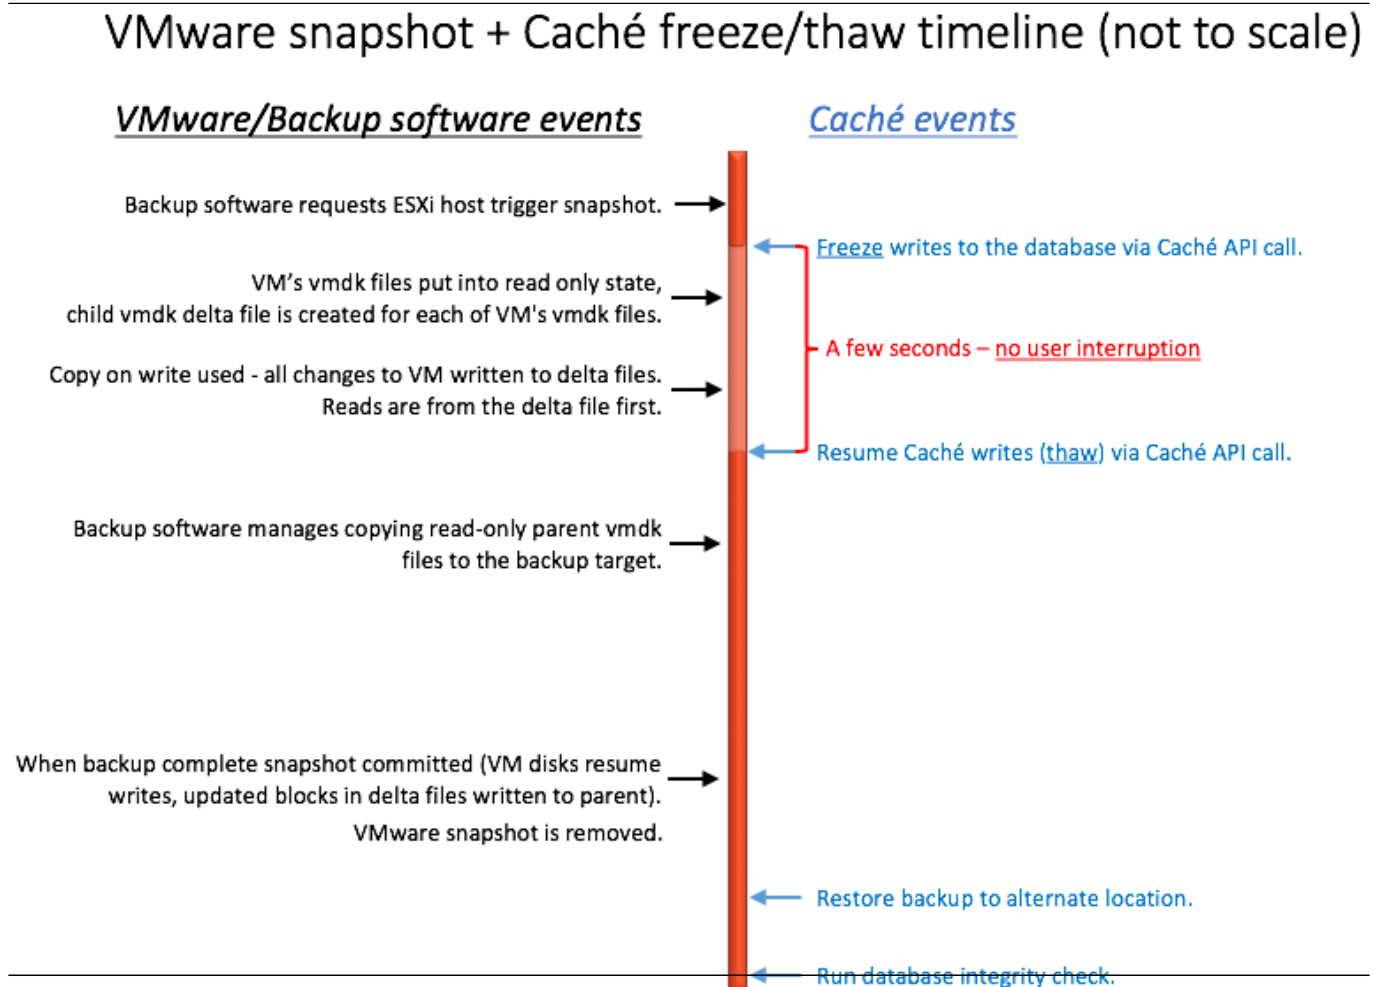 VMware snapshot + Caché freeze/thaw timeline (not to scale)
VMware/Backup software events
Caché events
Backup software requests ESXi host trigger snapshot.
Freeze writes to the database via Caché API call.
VM’s vmdk files put into read only state,
child vmdk delta file is created for each of VM's vmdk files.
A few seconds – no user interruption
Copy on write used - all changes to VM written to delta files.
Reads are from the delta file first.
Resume Caché writes (thaw) via Caché API call.
Backup software manages copying read-only parent vmdk
files to the backup target.
When backup complete snapshot committed (VM disks resume
writes, updated blocks in delta files written to parent).
VMware snapshot is removed.
Restore backup to alternate location.
Run database integrity check.